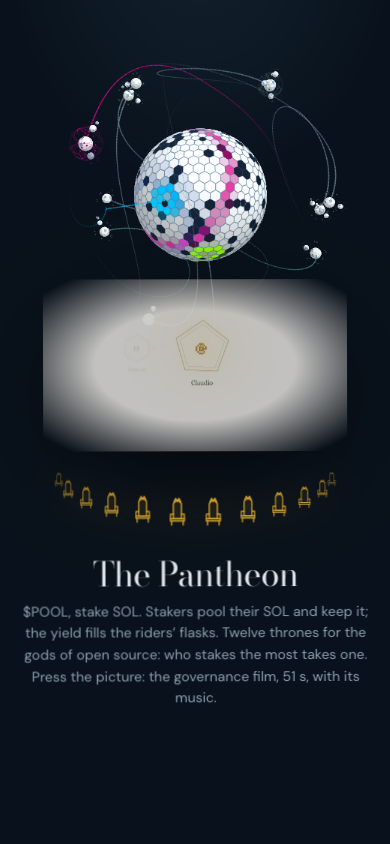 Claudio
The Pantheon
$POOL, stake SOL. Stakers pool their SOL and keep it;
the yield fills the riders’ flasks. Twelve thrones for the
gods of open source: who stakes the most takes one.
Press the picture: the governance film, 51 s, with its
music.